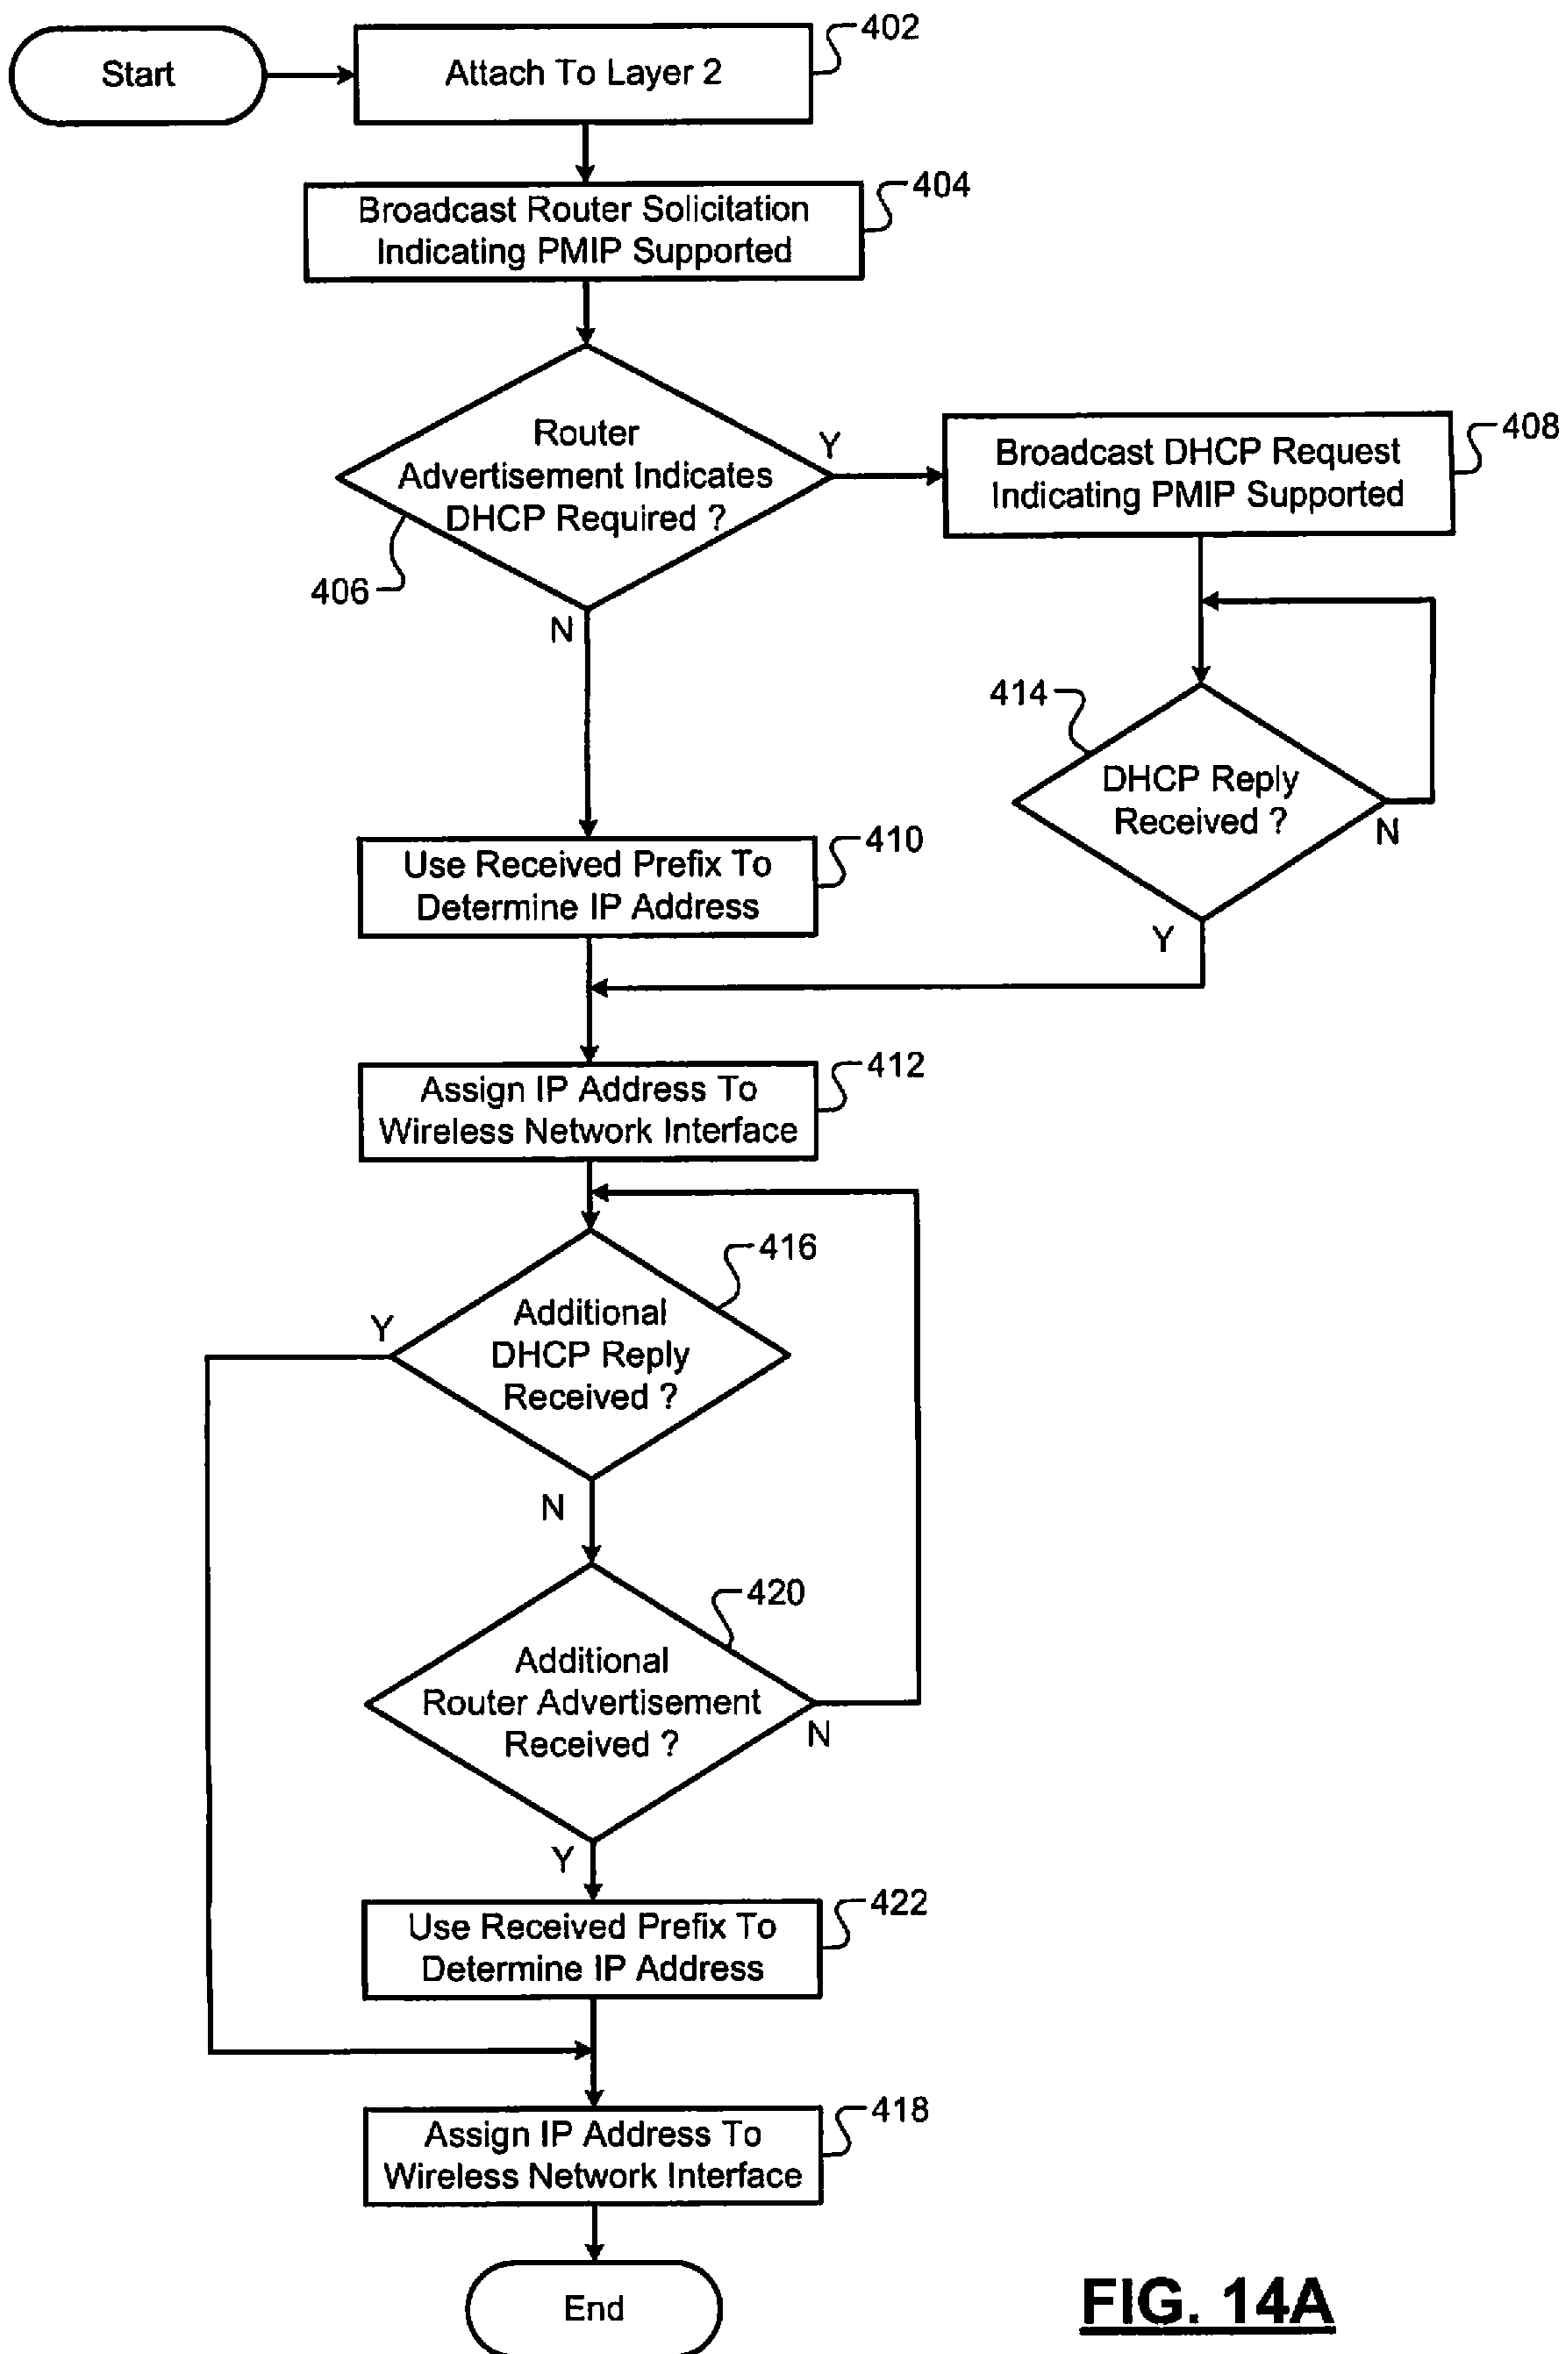 Start
Attach To Layer 2
402
Broadcast Router Solicitation
Indicating PMIP Supported
404
Router
Advertisement Indicates
DHCP Required ?
406
Y
N
Broadcast DHCP Request
Indicating PMIP Supported
408
414
DHCP Reply
Received ?
N
Y
Use Received Prefix To
Determine IP Address
410
Assign IP Address To
Wireless Network Interface
412
416
Additional
DHCP Reply
Received ?
Y
N
420
Additional
Router Advertisement
Received ?
N
Y
Use Received Prefix To
Determine IP Address
422
Assign IP Address To
Wireless Network Interface
418
End
FIG. 14A